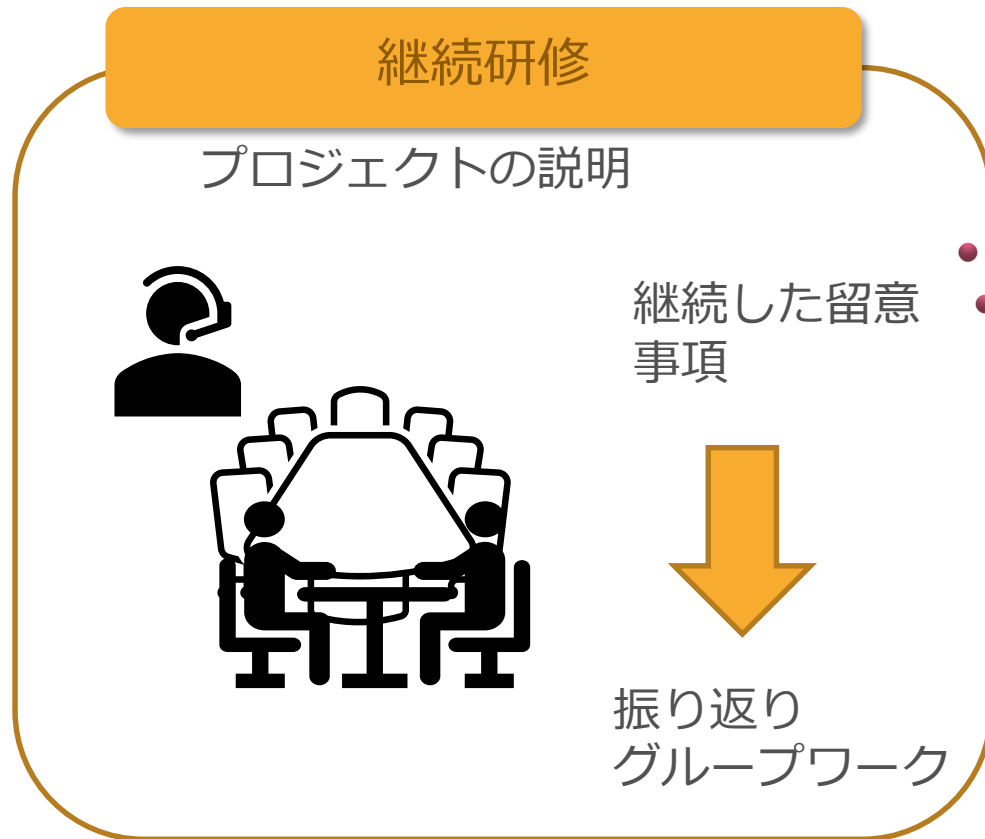 継続研修
プロジェクトの説明
継続した留意
事項
振り返り
グループワーク